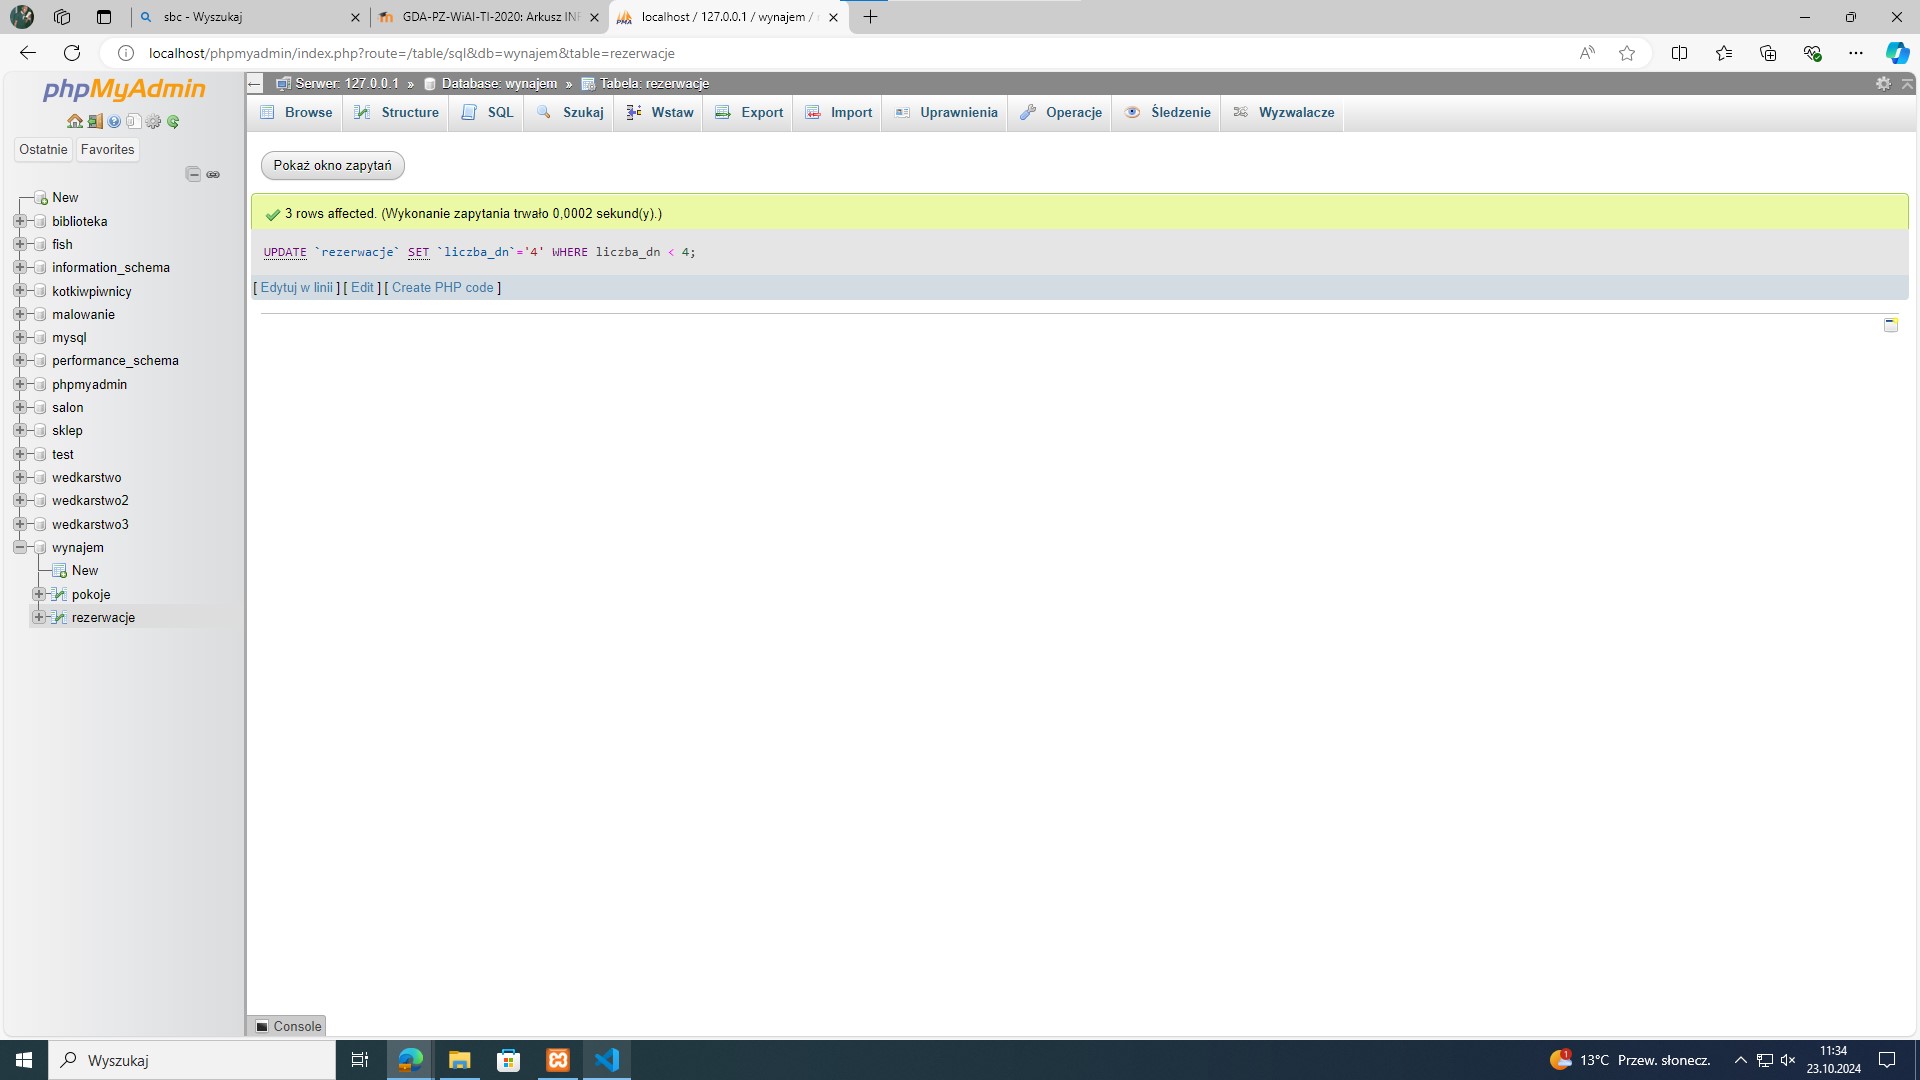 sbc - Wyszukaj
GDA-PZ-WiAI-TI-2020: Arkusz INF
localhost / 127.0.0.1 / wynajem /
localhost/phpmyadmin/index.php?route=/table/sql&db=wynajem&table=rezerwacje
phpMyAdmin
Ostatnie
Favorites
New
biblioteka
fish
information_schema
kotkiwpiwnicy
malowanie
mysql
performance_schema
phpmyadmin
salon
sklep
test
wedkarstwo
wedkarstwo2
wedkarstwo3
wynajem
New
pokoje
rezerwacje
Serwer: 127.0.0.1 » Database: wynajem » Tabela: rezerwacje
Browse
Structure
SQL
Szukaj
Wstaw
Export
Import
Uprawnienia
Operacje
Śledzenie
Wyzwalacze
Pokaż okno zapytań
3 rows affected. (Wykonanie zapytania trwało 0,0002 sekund(y).)
UPDATE `rezerwacje` SET `liczba_dn`='4' WHERE liczba_dn < 4;
[ Edytuj w linii ] [ Edit ] [ Create PHP code ]
Console
Wyszukaj
1
13°C Przew. słonecz.
11:34
23.10.2024